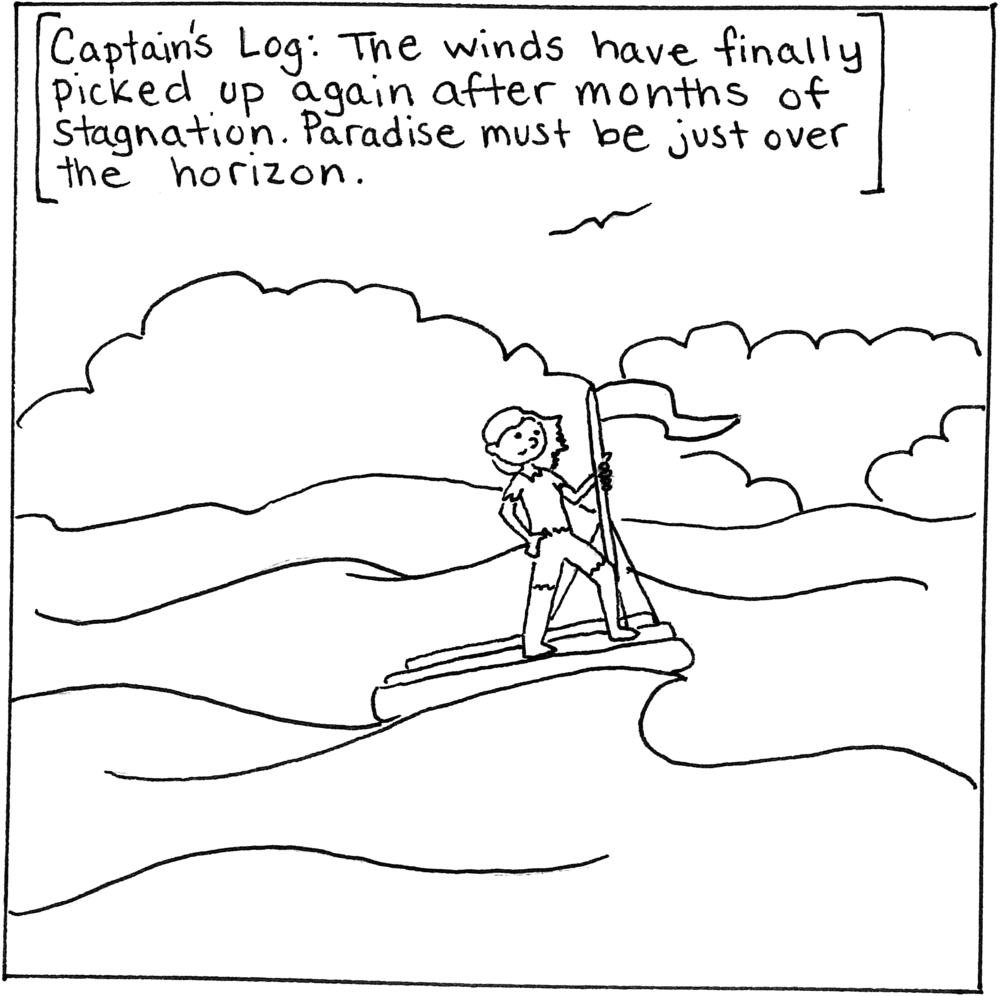 Captain's Log: The winds have finally
picked up again after months of
stagnation. Paradise must be just over
the horizon.